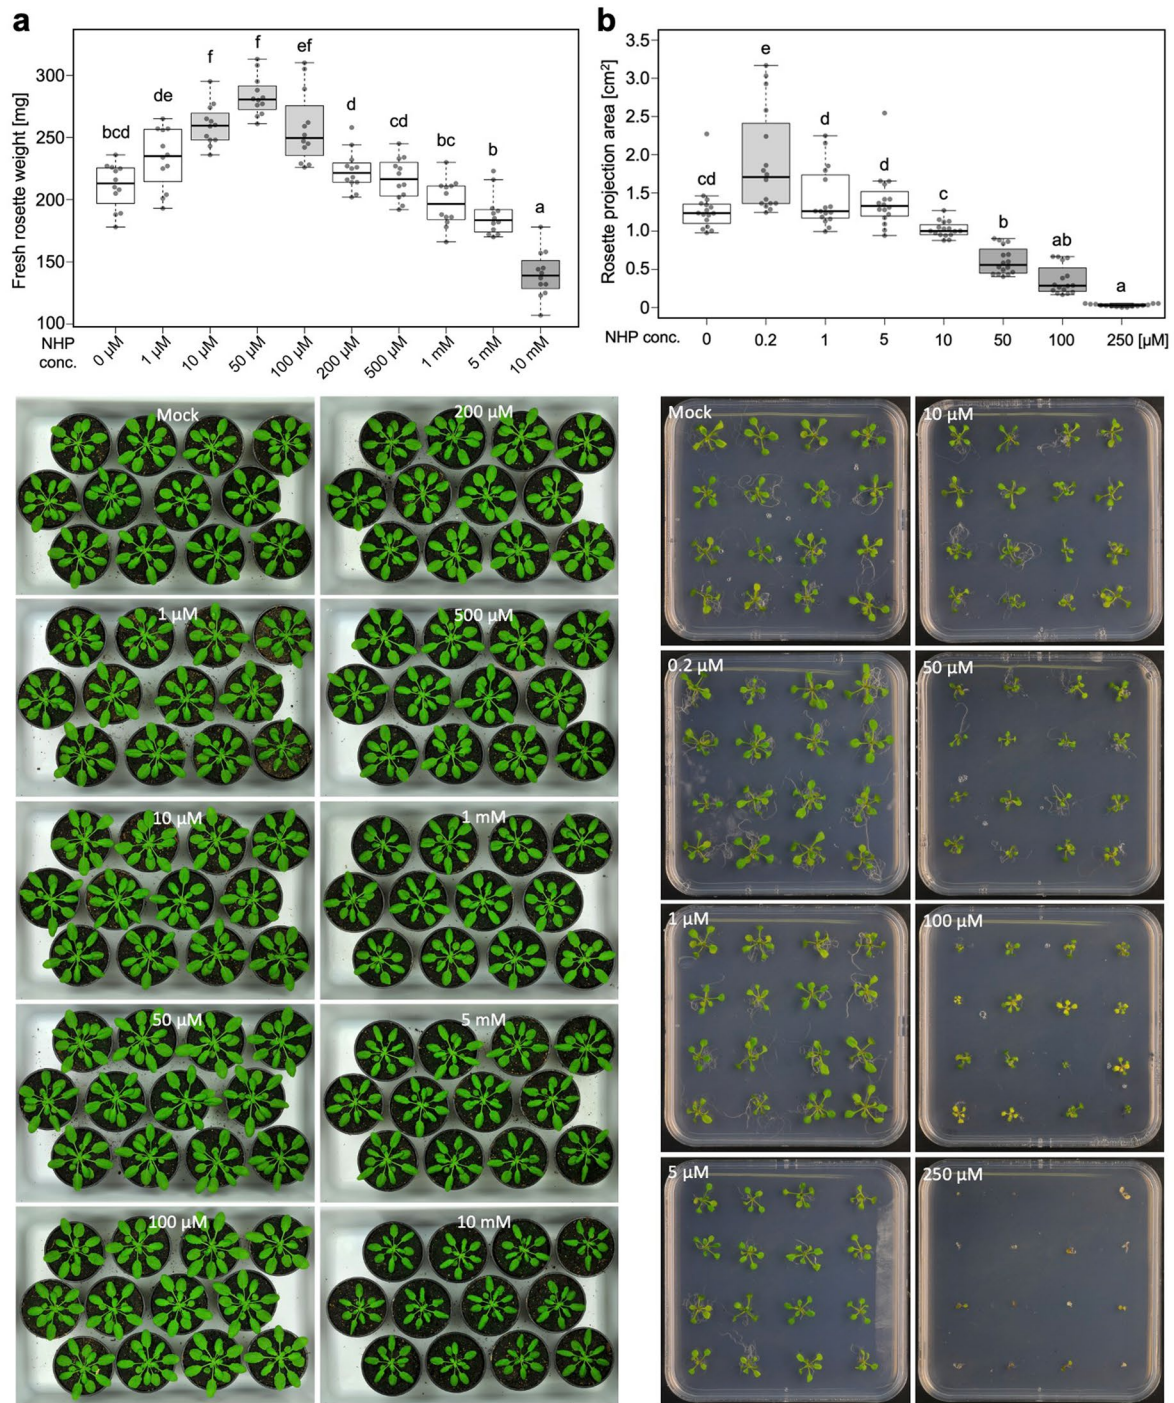 a
Fresh rosette weight [mg]
300
250
200
150
100
bcd
de
f
f
ef
d
cd
bc
b
a
NHP
conc.
0 µM
1 µM
10 µM
50 µM
100 µM
200 µM
500 µM
1 mM
5 mM
10 mM
b
Rosette projection area [cm²]
3.5
3.0
2.5
2.0
1.5
1.0
0.5
0
cd
e
d
d
c
b
ab
a
NHP conc.
0
0.2
1
5
10
50
100
250 [µM]
Mock
200 µM
1 µM
500 µM
10 µM
1 mM
50 µM
5 mM
100 µM
10 mM
Mock
10 µM
0.2 µM
50 µM
1 µM
100 µM
5 µM
250 µM